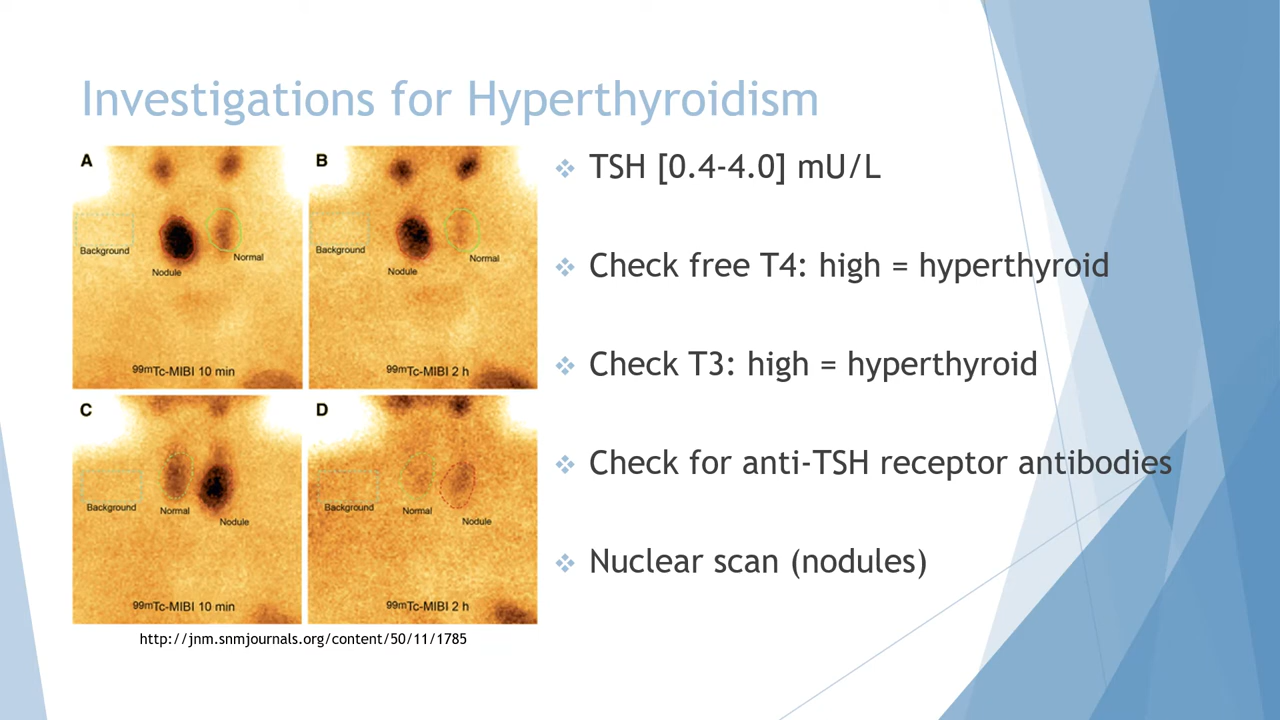 Investigations for Hyperthyroidism
A
Background
Nodule
Normal
99mTc-MIBI 10 min
B
Background
Nodule
Normal
99mTc-MIBI 2 h
C
Background
Normal
Nodule
99mTc-MIBI 10 min
D
Background
Normal
Nodule
99mTc-MIBI 2 h
http://jnm.snmjournals.org/content/50/11/1785
TSH [0.4-4.0] mU/L
Check free T4: high = hyperthyroid
Check T3: high = hyperthyroid
Check for anti-TSH receptor antibodies
Nuclear scan (nodules)